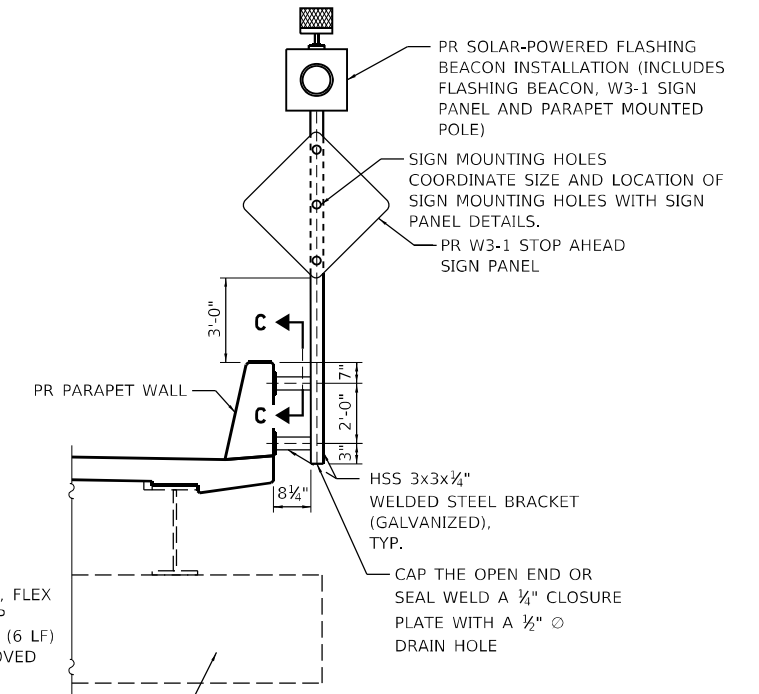 PR SOLAR-POWERED FLASHING
BEACON INSTALLATION (INCLUDES
FLASHING BEACON, W3-1 SIGN
PANEL AND PARAPET MOUNTED
POLE)
SIGN MOUNTING HOLES
COORDINATE SIZE AND LOCATION OF
SIGN MOUNTING HOLES WITH SIGN
PANEL DETAILS.
PR W3-1 STOP AHEAD
SIGN PANEL
3'-0"
C
7"
PR PARAPET WALL
C
2'-0"
3"
8¼"
HSS 3x3x¼"
WELDED STEEL BRACKET
(GALVANIZED),
TYP.
CAP THE OPEN END OR
SEAL WELD A ¼" CLOSURE
PLATE WITH A ½" ∅
DRAIN HOLE
, FLEX
(6 LF)
OVED